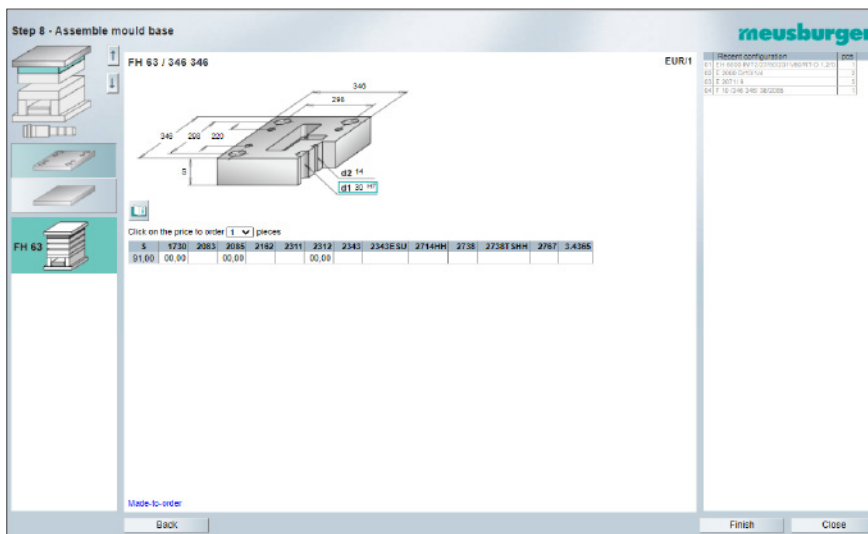 Step 8 - Assemble mould base
meusburger
FH 63 / 346 346
EUR/1
Recent configuration pcs
346
296
346 298 220
S
d2 14
d1 30 H7
Click on the price to order 1 pieces
FH 63
S 1730 2083 2085 2162 2311 2312 2343 2343ESU 2714HH 2738 2738TSHH 2767 3.4365
91,00 00,00 00,00 00,00
Made-to-order
Back
Finish
Close